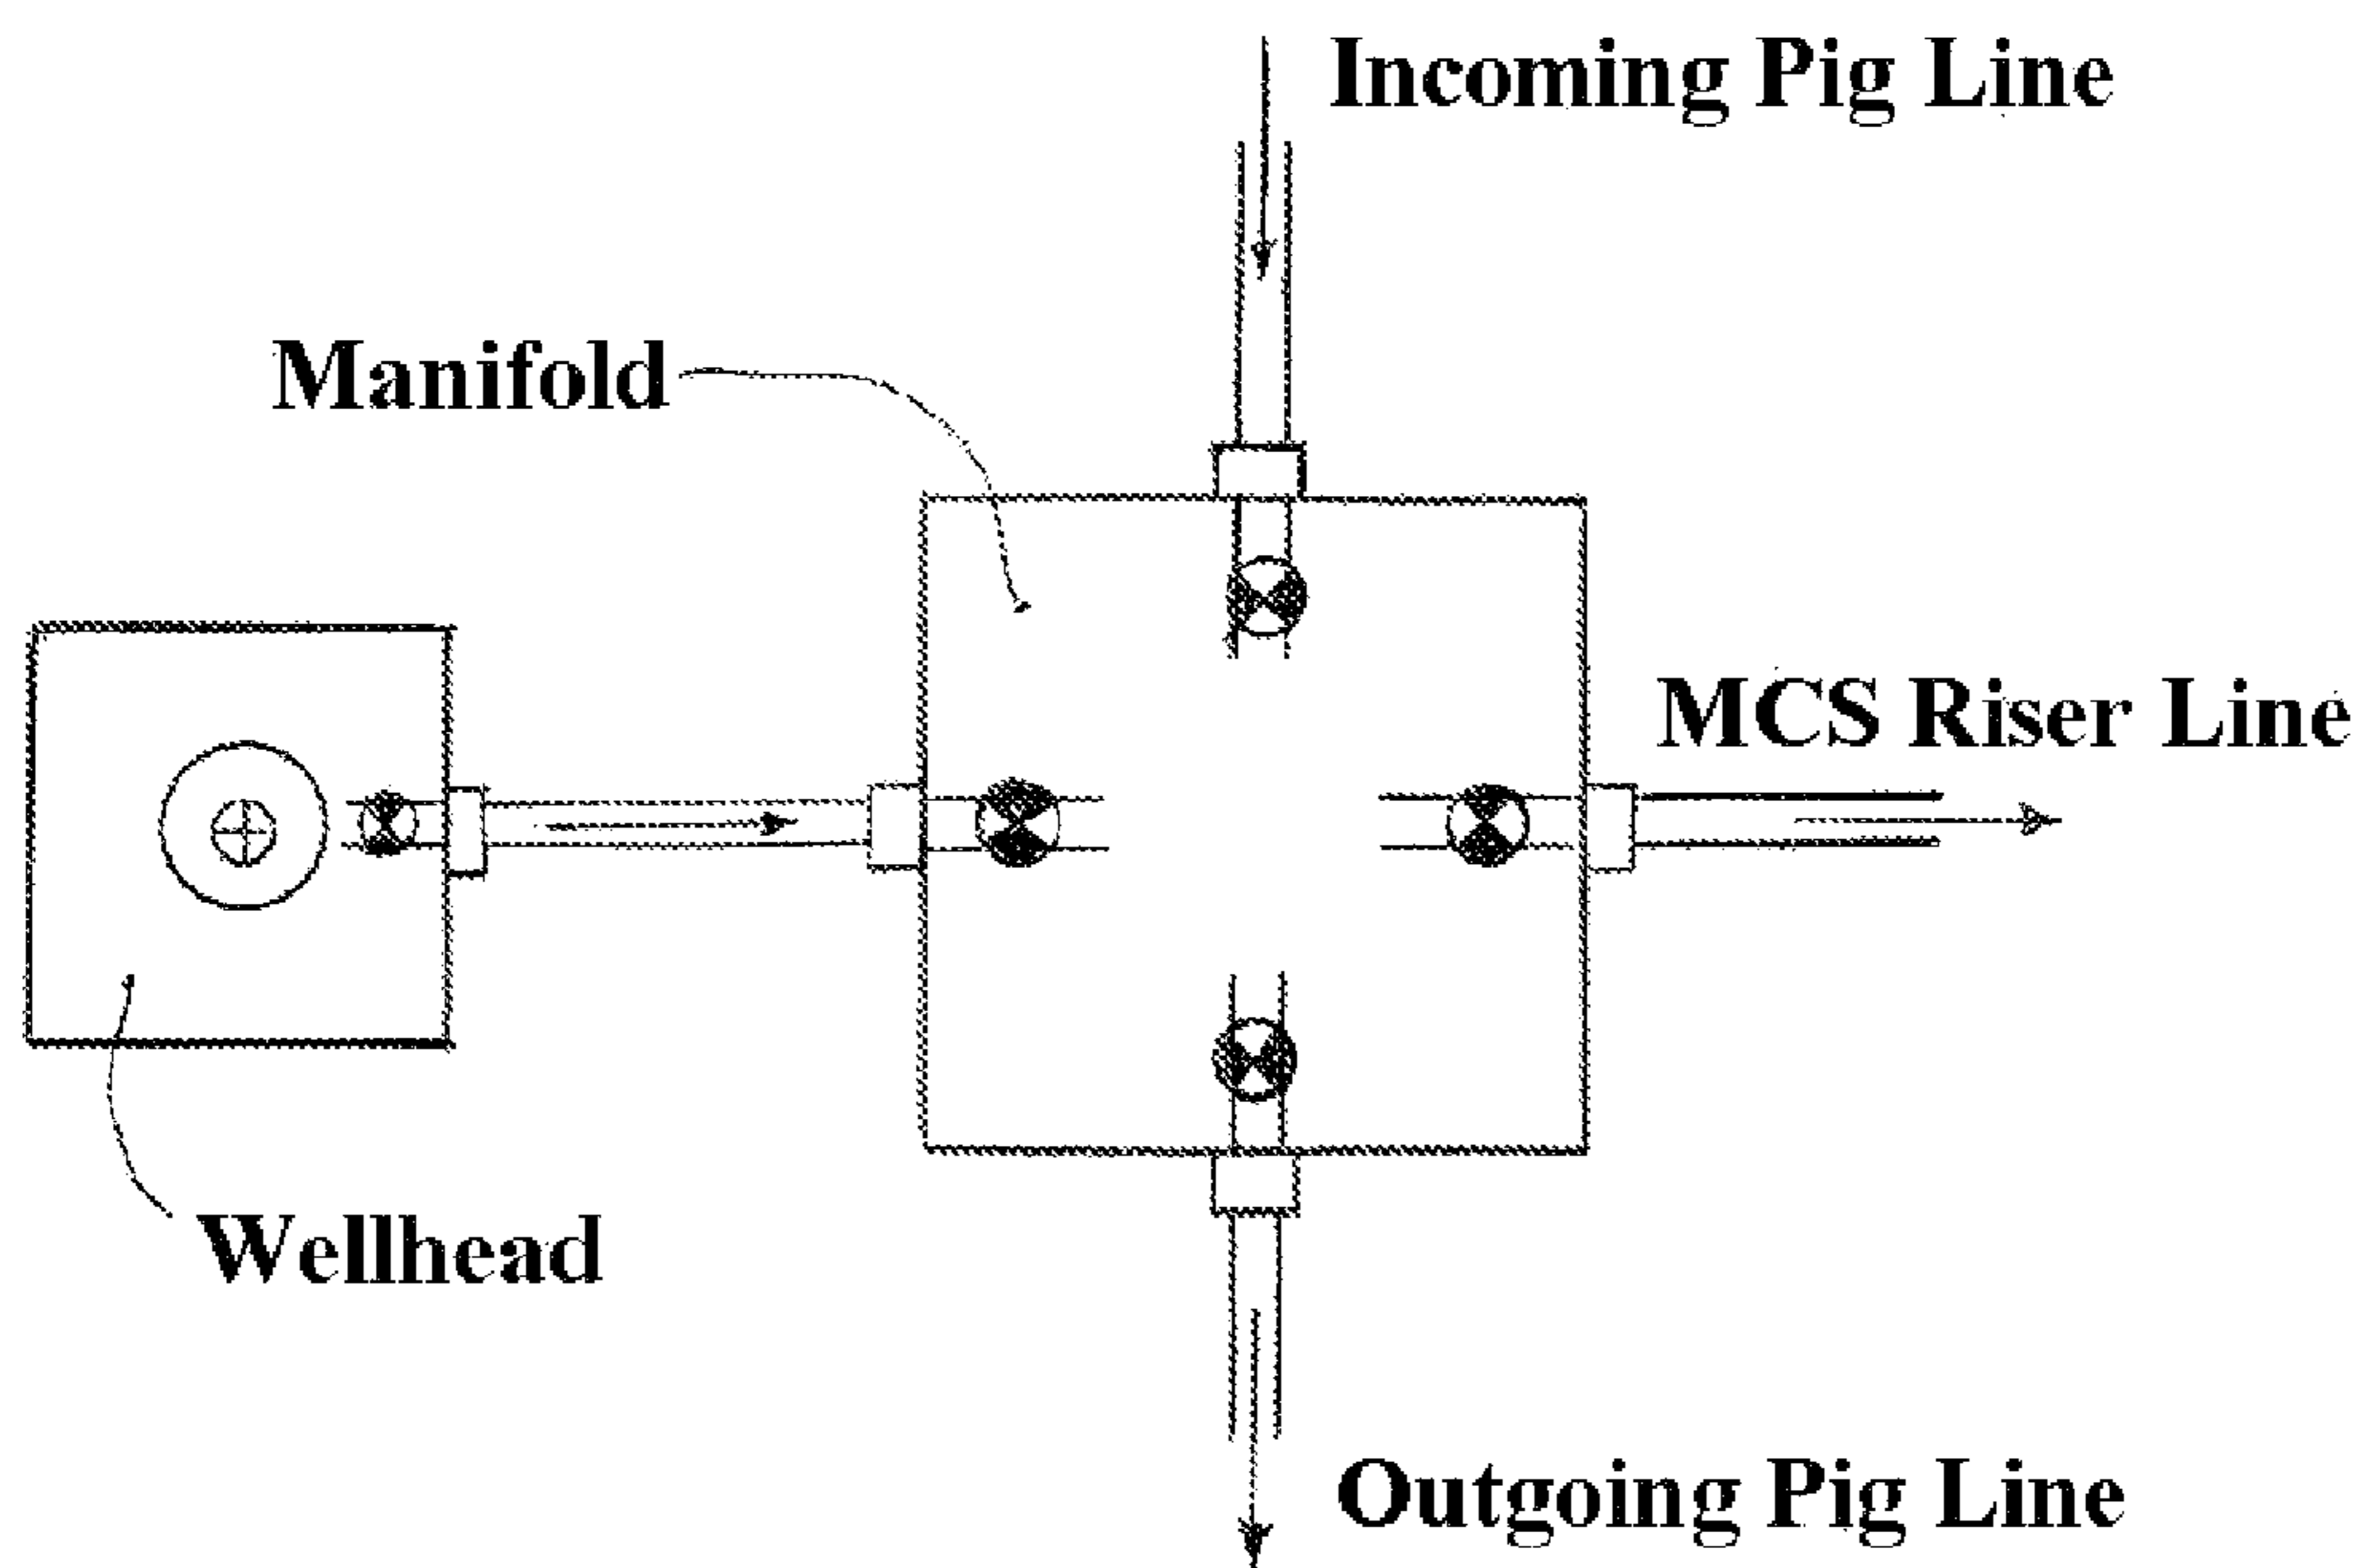 Incoming Pig Line
Manifold
MCS Riser Line
Wellhead
Outgoing Pig Line